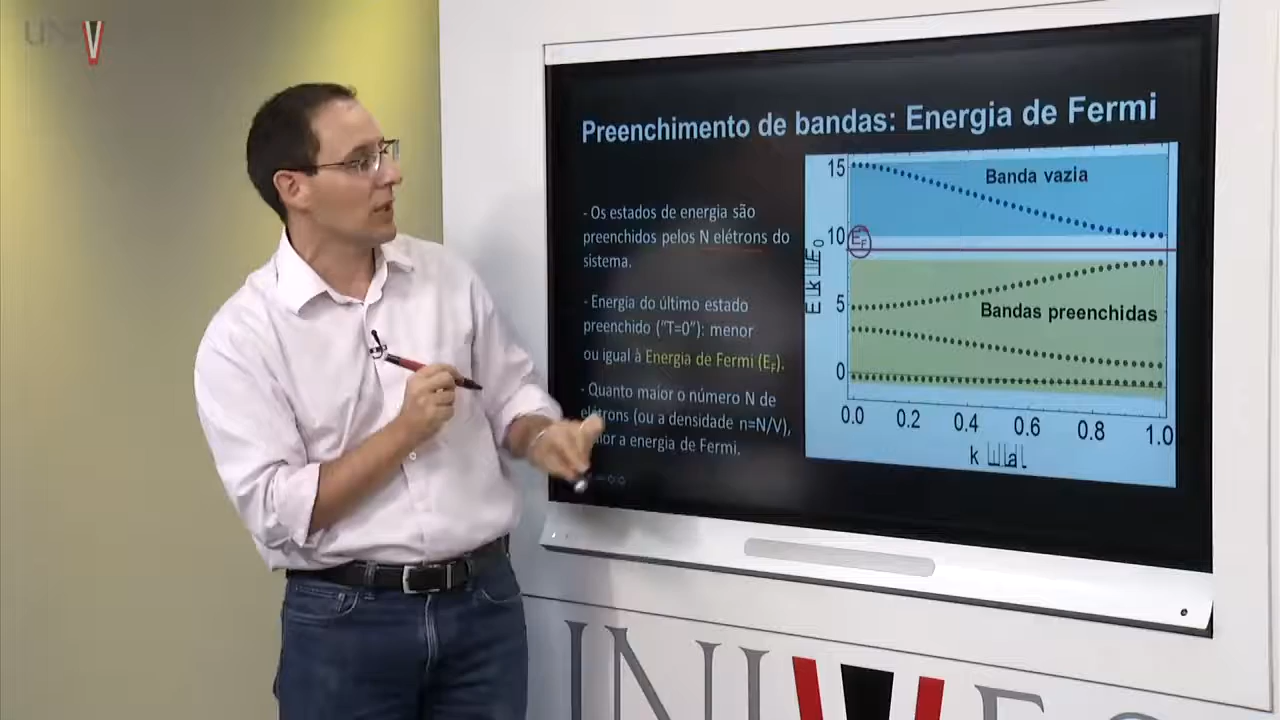 Preenchimento de bandas: Energia de Fermi
- Os estados de energia são
preenchidos pelos N elétrons do
sistema.
- Energia do último estado
preenchido ("T=0"): menor
ou igual à Energia de Fermi (EF).
- Quanto maior o número N de
elétrons (ou a densidade n=N/V),
a energia de Fermi.
15
10
5
0
EF
Banda vazia
Bandas preenchidas
0.0 0.2 0.4 0.6 0.8 1.0